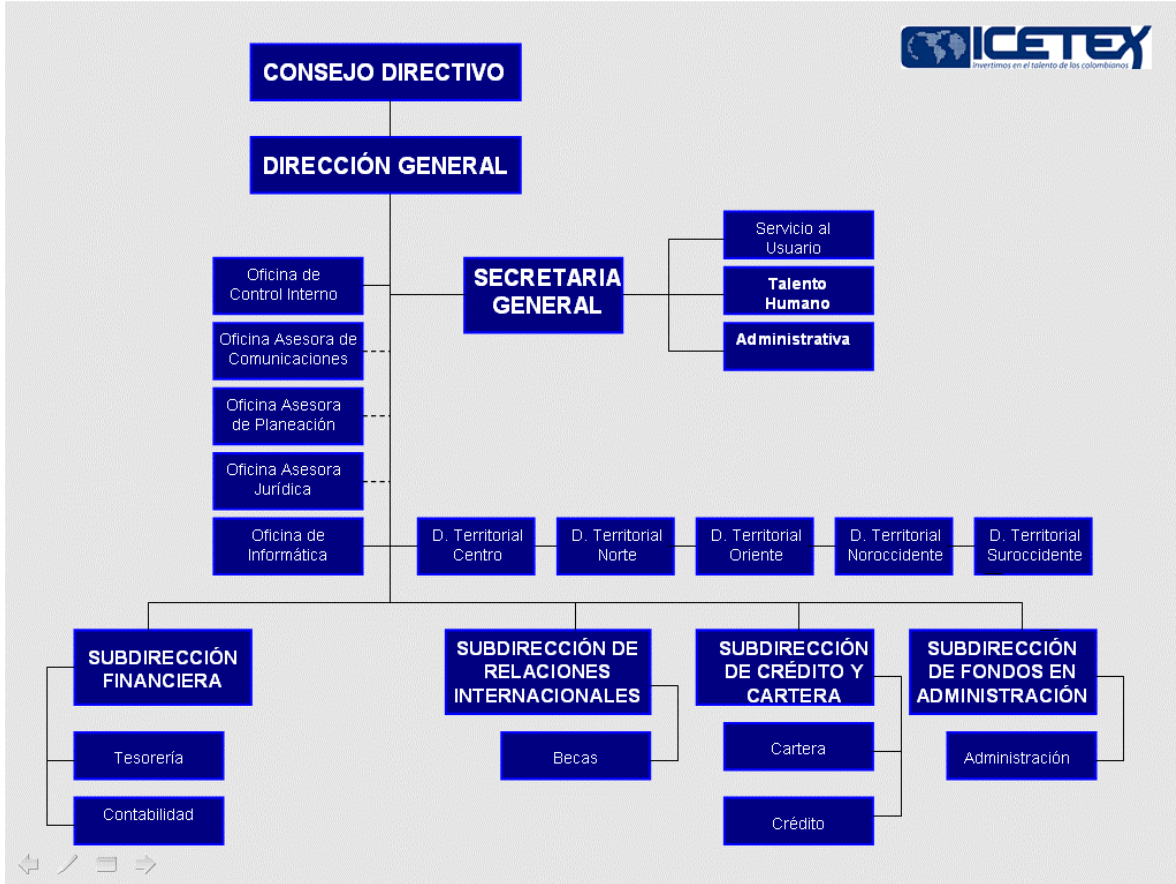 ICETEX
Invertimos en el talento de los colombianos
CONSEJO DIRECTIVO
DIRECCIÓN GENERAL
SECRETARIA
GENERAL
Servicio al
Usuario
Talento
Humano
Administrativa
Oficina de
Control Interno
Oficina Asesora de
Comunicaciones
Oficina Asesora
de Planeación
Oficina Asesora
Jurídica
Oficina de
Informática
D. Territorial
Centro
D. Territorial
Norte
D. Territorial
Oriente
D. Territorial
Noroccidente
D. Territorial
Suroccidente
SUBDIRECCIÓN
FINANCIERA
Tesorería
Contabilidad
SUBDIRECCIÓN DE
RELACIONES
INTERNACIONALES
Becas
SUBDIRECCIÓN
DE CRÉDITO Y
CARTERA
Cartera
Crédito
SUBDIRECCIÓN
DE FONDOS EN
ADMINISTRACIÓN
Administración